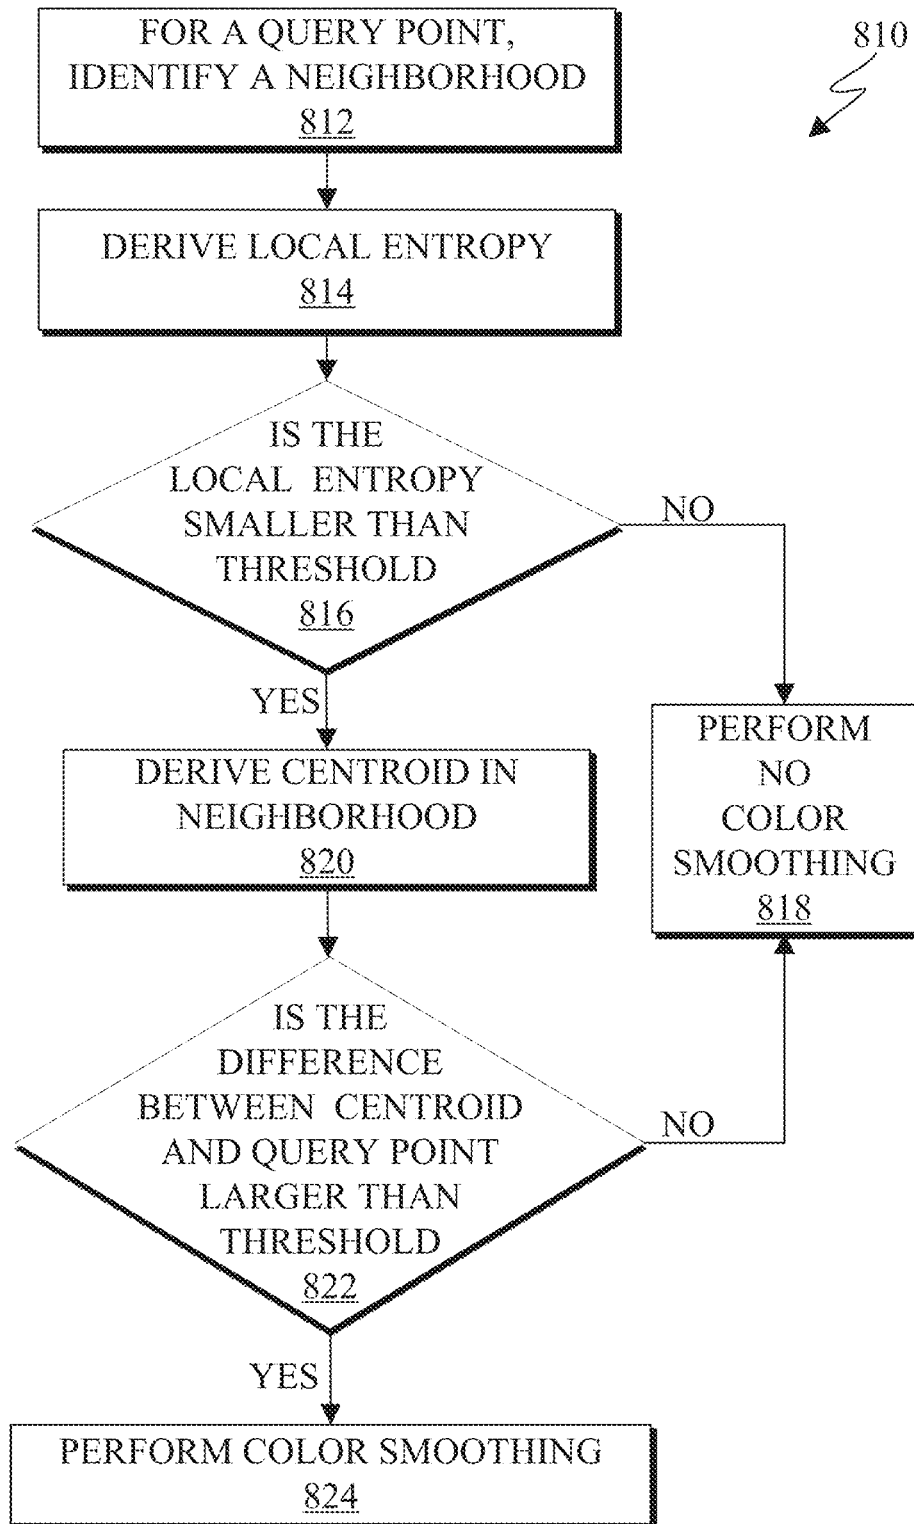 FOR A QUERY POINT,
IDENTIFY A NEIGHBORHOOD
812
810
DERIVE LOCAL ENTROPY
814
IS THE
LOCAL ENTROPY
SMALLER THAN
THRESHOLD
816
NO
YES
PERFORM
NO
COLOR
SMOOTHING
818
DERIVE CENTROID IN
NEIGHBORHOOD
820
IS THE
DIFFERENCE
BETWEEN CENTROID
AND QUERY POINT
LARGER THAN
THRESHOLD
822
NO
YES
PERFORM COLOR SMOOTHING
824